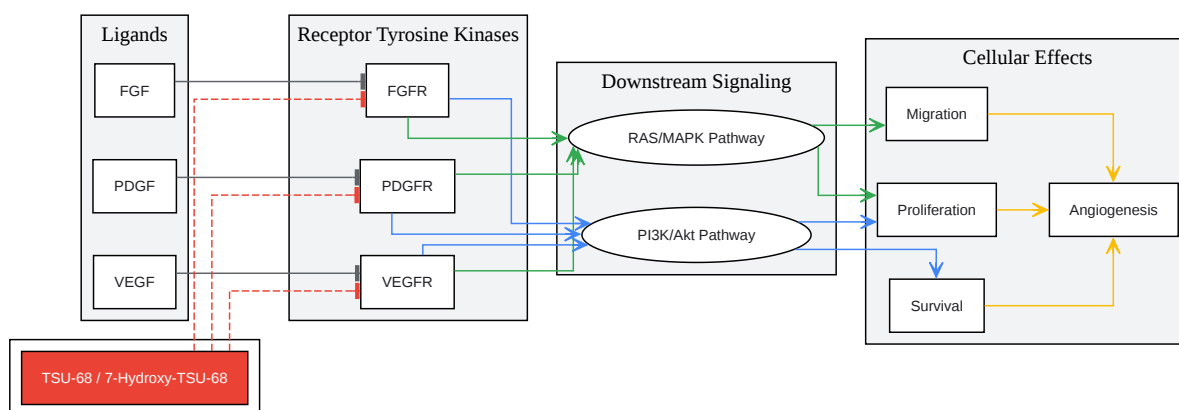 Ligands
FGF
PDGF
VEGF
Receptor Tyrosine Kinases
FGFR
PDGFR
VEGFR
Downstream Signaling
RAS/MAPK Pathway
PI3K/Akt Pathway
Cellular Effects
Migration
Proliferation
Angiogenesis
Survival
TSU-68 / 7-Hydroxy-TSU-68